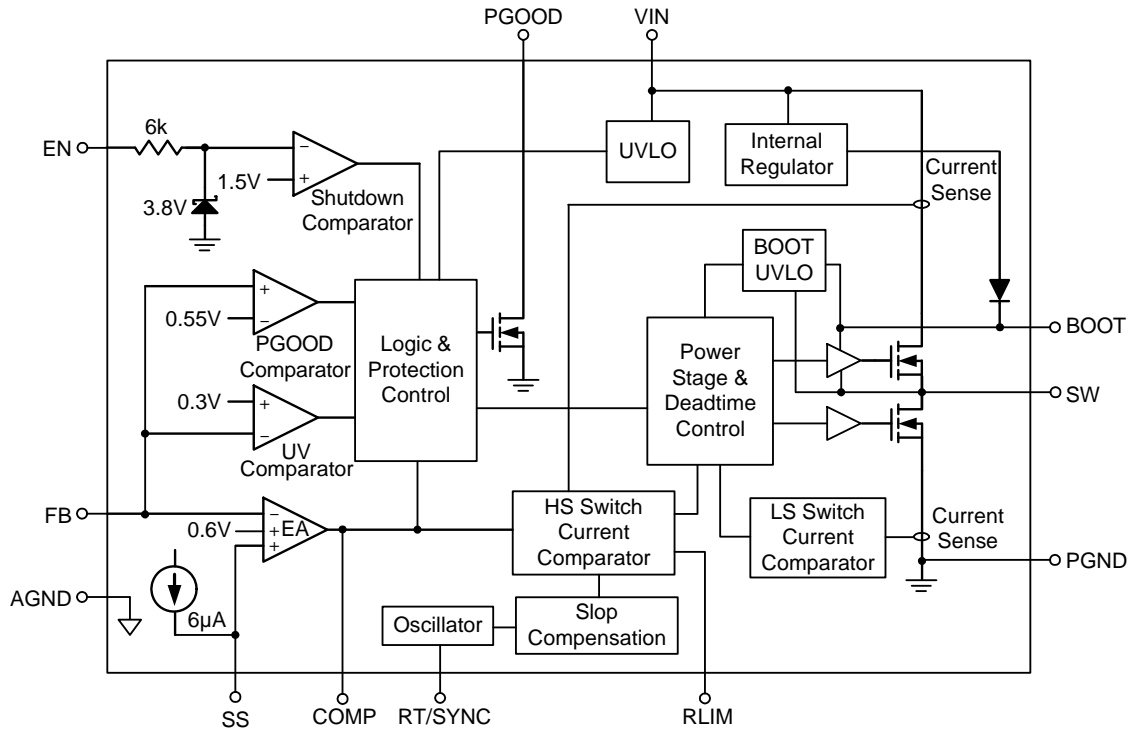 PGOOD
VIN
EN
6k
1.5V
3.8V
Shutdown
Comparator
UVLO
Internal
Regulator
Current
Sense
BOOT
UVLO
0.55V
PGOOD
Comparator
Logic &
Protection
Control
Power
Stage &
Deadtime
Control
BOOT
SW
0.3V
UV
Comparator
FB
0.6V
EA
HS Switch
Current
Comparator
LS Switch
Current
Comparator
Current
Sense
PGND
AGND
6µA
Oscillator
Slop
Compensation
SS
COMP
RT/SYNC
RLIM